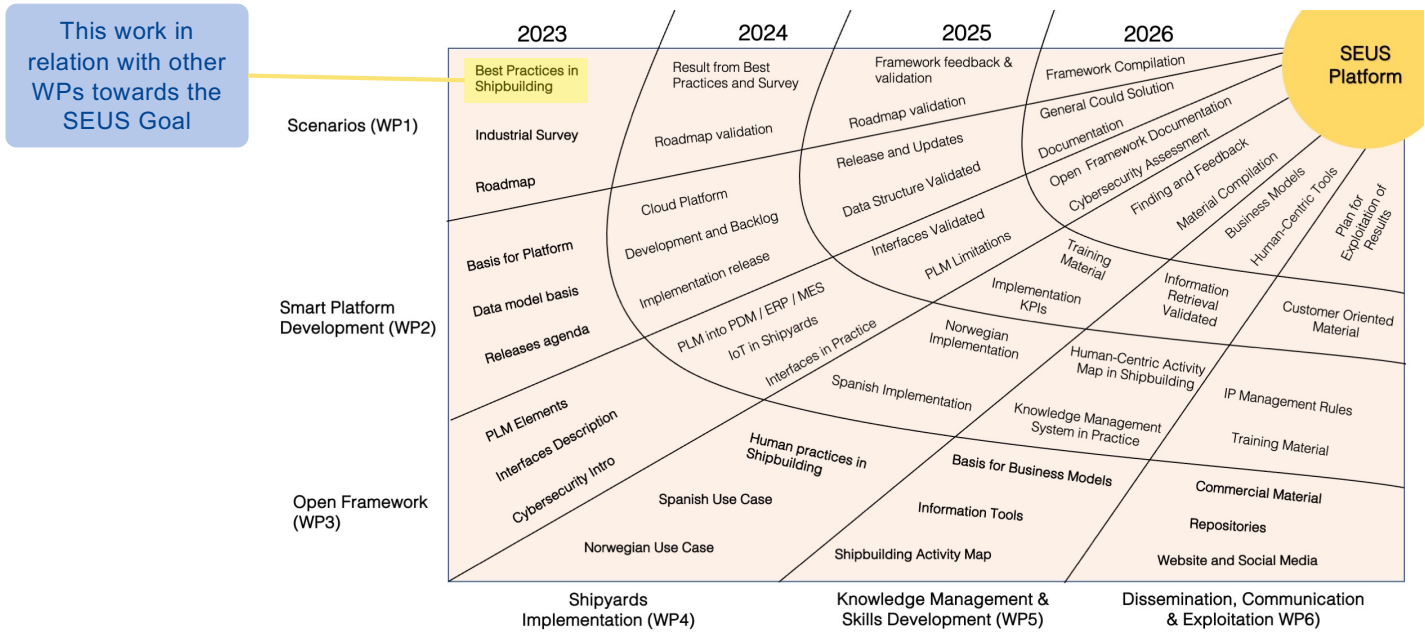 This work in
relation with other
WPs towards the
SEUS Goal
2023
2024
2025
2026
SEUS
Platform
Scenarios (WP1)
Best Practices in
Shipbuilding
Industrial Survey
Roadmap
Result from Best
Practices and Survey
Roadmap validation
Framework feedback &
validation
Roadmap validation
Framework Compilation
General Could Solution
Documentation
Smart Platform
Development (WP2)
Basis for Platform
Data model basis
Releases agenda
Cloud Platform
Development and Backlog
Implementation release
Release and Updates
Data Structure Validated
Open Framework Documentation
Cybersecurity Assessment
Open Framework
(WP3)
PLM Elements
Interfaces Description
Cybersecurity Intro
PLM into PDM / ERP / MES
IoT in Shipyards
Interfaces in Practice
Interfaces Validated
PLM Limitations
Finding and Feedback
Material Compilation
Training
Material
Implementation
KPIs
Norwegian
Implementation
Spanish Implementation
Human practices in
Shipbuilding
Spanish Use Case
Norwegian Use Case
Business Models
Human-Centric Tools
Information
Retrieval
Validated
Human-Centric Activity
Map in Shipbuilding
Knowledge Management
System in Practice
Basis for Business Models
Information Tools
Shipbuilding Activity Map
Plan for
Exploitation of
Results
Customer Oriented
Material
IP Management Rules
Training Material
Commercial Material
Repositories
Website and Social Media
Shipyards
Implementation (WP4)
Knowledge Management &
Skills Development (WP5)
Dissemination, Communication
& Exploitation WP6)